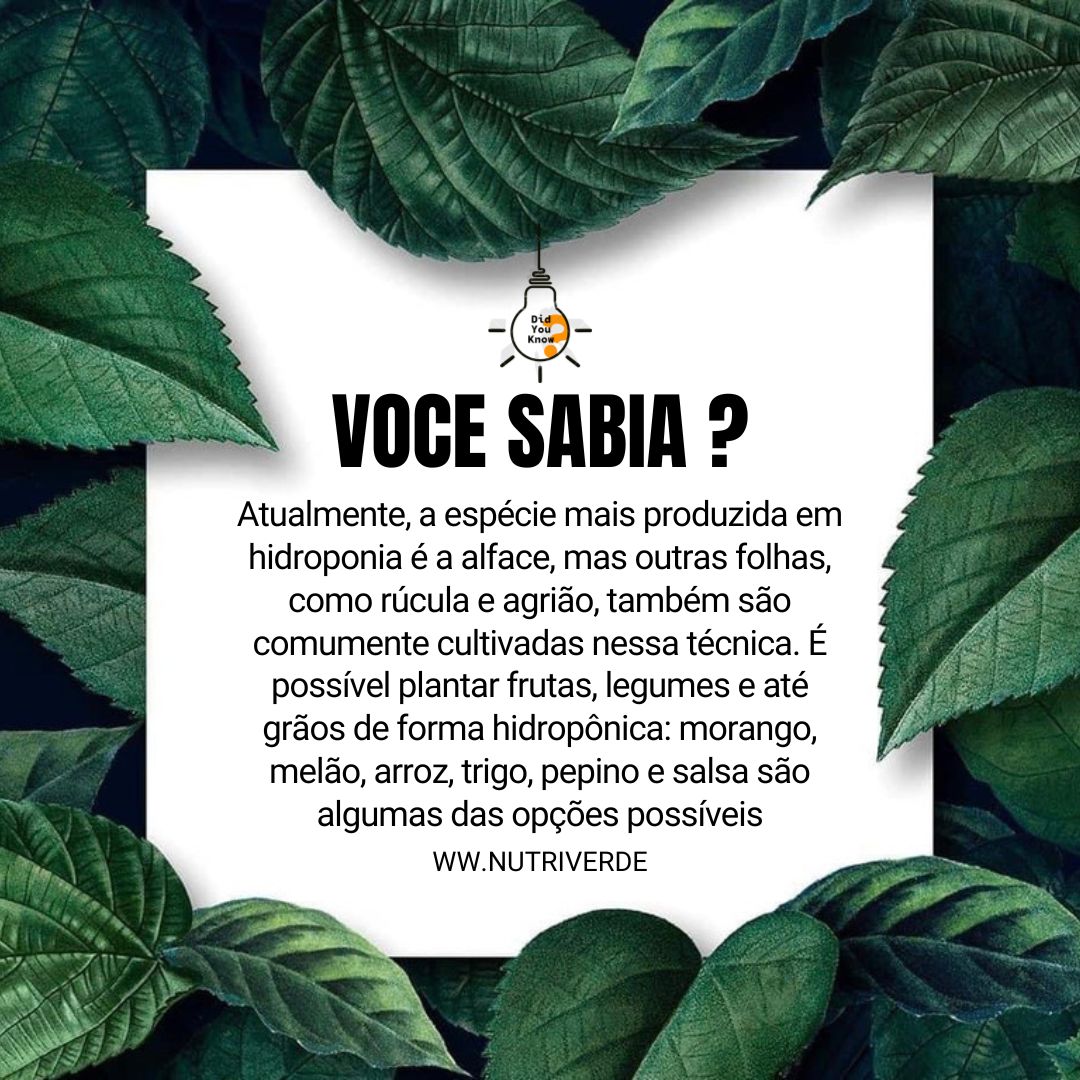 Did
You
Know
?
VOCE SABIA ?
Atualmente, a espécie mais produzida em
hidroponia é a alface, mas outras folhas,
como rúcula e agrião, também são
comumente cultivadas nessa técnica. É
possível plantar frutas, legumes e até
grãos de forma hidropônica: morango,
melão, arroz, trigo, pepino e salsa são
algumas das opções possíveis
WW.NUTRIVERDE